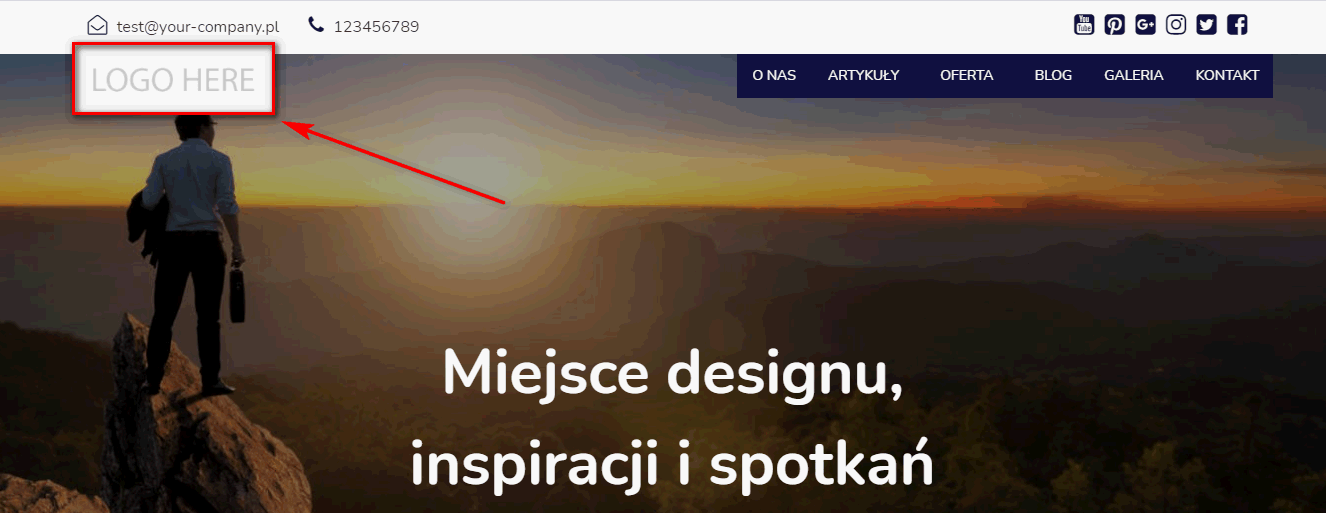 test@your-company.pl 123456789
You Tube
LOGO HERE
O NAS ARTYKUŁY OFERTA BLOG GALERIA KONTAKT
Miejsce designu,
inspiracji i spotkań